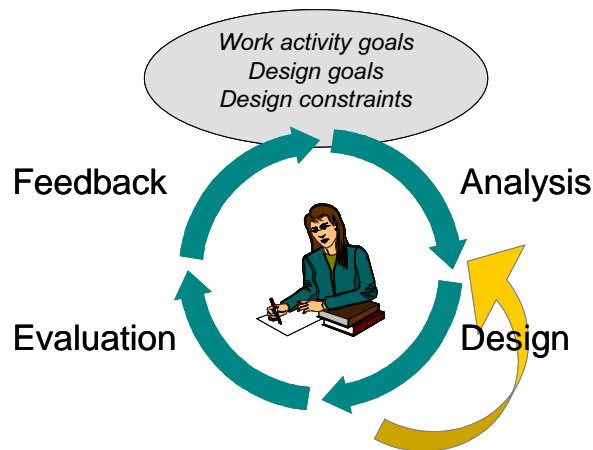 Work activity goals
Design goals
Design constraints
Feedback
Analysis
Evaluation
Design